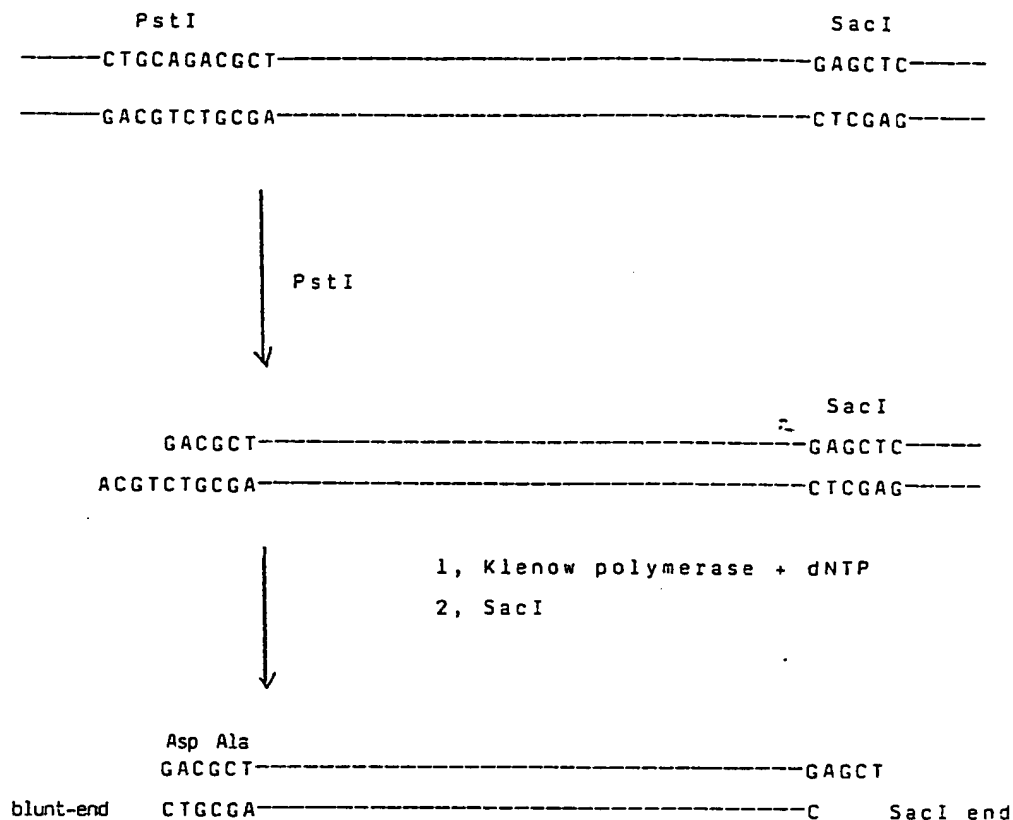 PstI SacI
CTGCAGACGCT GAGCTC
GACGTCTGCGA CTCGAG
PstI
SacI
GACGCT GAGCTC
ACGTCTGCGA CTCGAG
1, Klenow polymerase + dNTP
2, SacI
Asp Ala
GACGCT GAGCT
blunt-end CTGCGA C SacI end